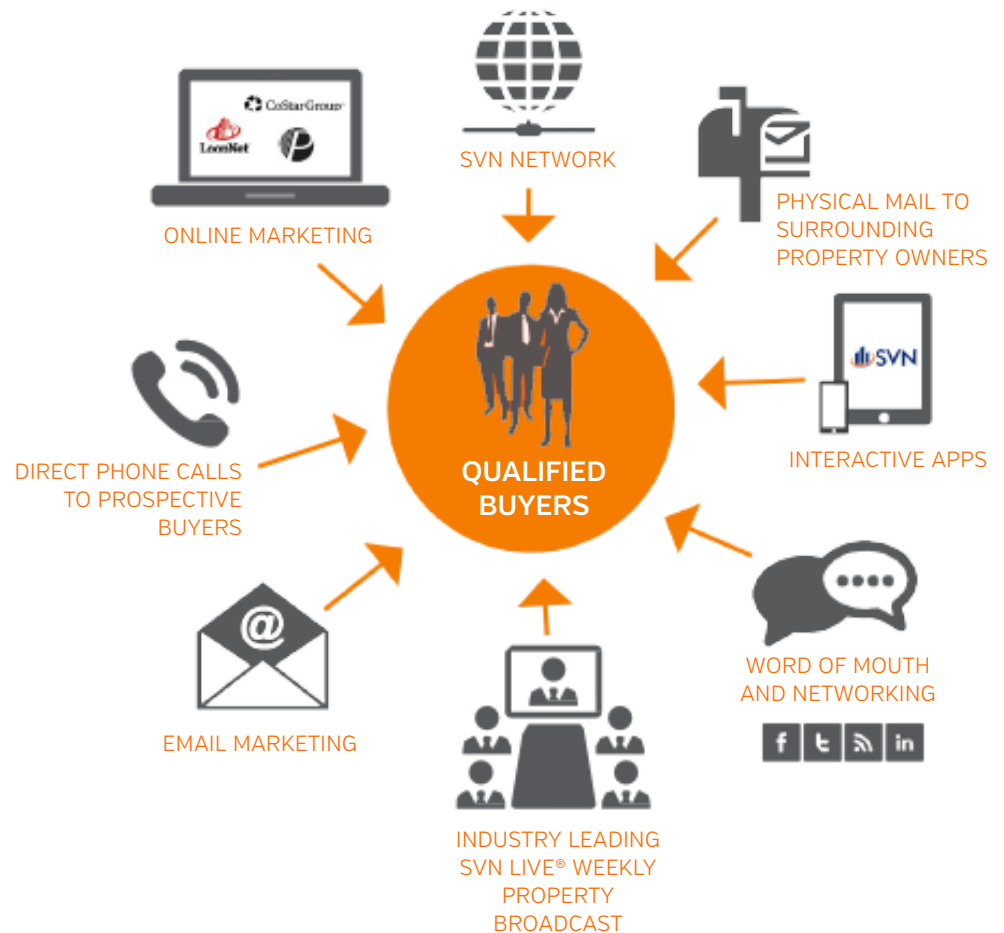 SVN NETWORK
PHYSICAL MAIL TO
SURROUNDING
PROPERTY OWNERS
SVN
INTERACTIVE APPS
WORD OF MOUTH
AND NETWORKING
f t in
INDUSTRY LEADING
SVN LIVE® WEEKLY
PROPERTY
BROADCAST
@
EMAIL MARKETING
DIRECT PHONE CALLS
TO PROSPECTIVE
BUYERS
CoStarGroup
LoopNet
P
ONLINE MARKETING
QUALIFIED
BUYERS